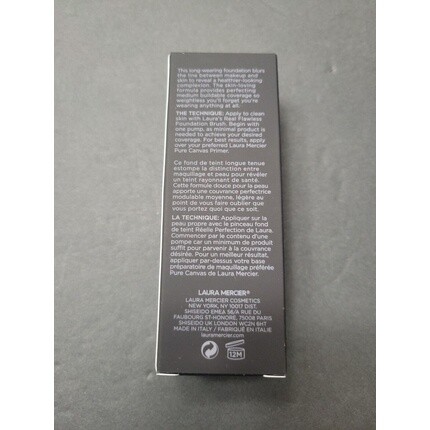 This long-wearing foundation blurs
the line between makeup and
skin to reveal a healthier-looking
complexion. The skin-loving
formula provides perfecting
medium buildable coverage so
weightless you'll forget you're
wearing anything at all.
THE TECHNIQUE: Apply to clean
skin with Laura's Real Flawless
Foundation Brush. Begin with
one pump, as minimal product is
needed to achieve your desired
coverage. For best results, apply
over your preferred Laura Mercier
Pure Canvas Primer.
Ce fond de teint longue tenue
estompe la distinction entre
maquillage et peau pour révéler
un teint rayonnant de santé.
Cette formule douce pour la peau
apporte une couvrance perfectrice
modulable moyenne, légère au
point de vous faire oublier que
vous portez quoi que ce soit.
LA TECHNIQUE: Appliquer sur la
peau propre avec le pinceau fond
de teint Réelle Perfection de Laura.
Commencer par le contenu d'une
pompe car un minimum de produit
suffit pour parvenir à la couvrance
désirée. Pour un meilleur résultat,
appliquer par-dessus votre base
préparatoire de maquillage préférée
Pure Canvas de Laura Mercier.
LAURA MERCIER®
LAURA MERCIER COSMETICS
NEW YORK, NY 10017 DIST.
SHISEIDO EMEA 56/A RUE DU
FAUBOURG ST-HONORE, 75008 PARIS
SHISEIDO UK LONDON WC2N 6HT
MADE IN ITALY / FABRIQUÉ EN ITALIE
lauramercier.com
12M